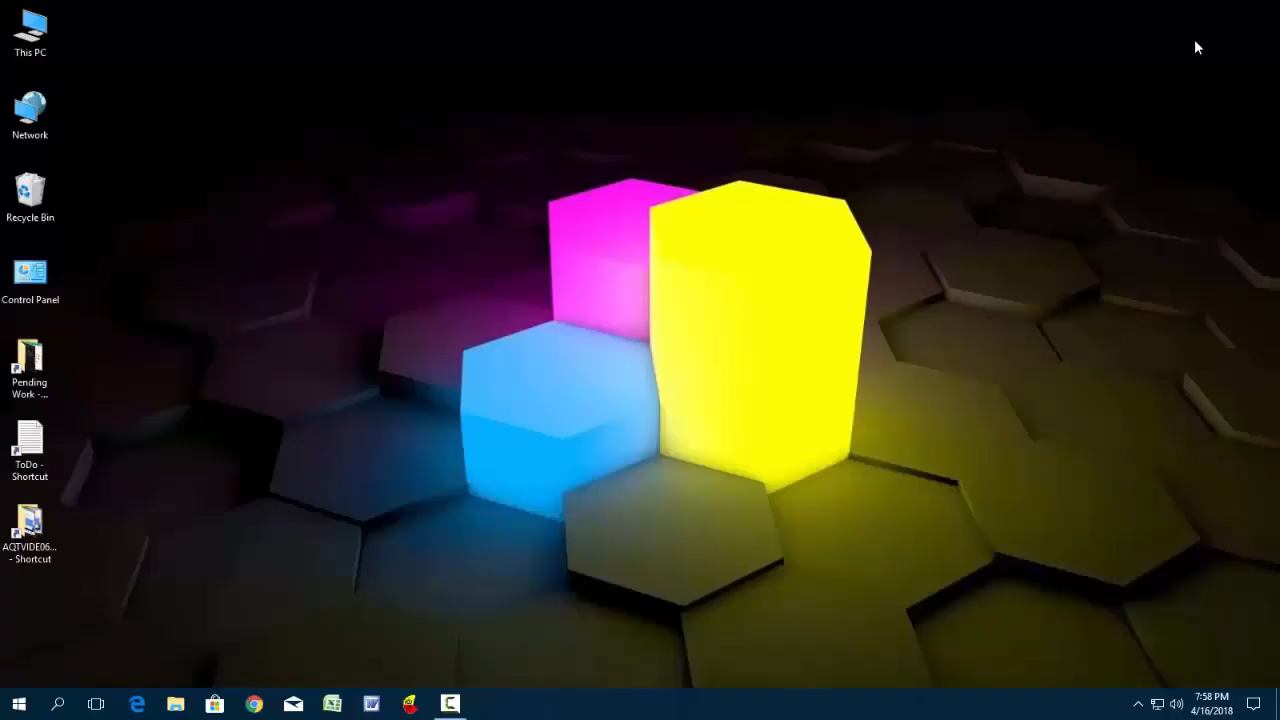 This PC
Network
Recycle Bin
Control Panel
Pending
Work -...
ToDo -
Shortcut
AQTVIDE06...
- Shortcut
7:58 PM
4/16/2018